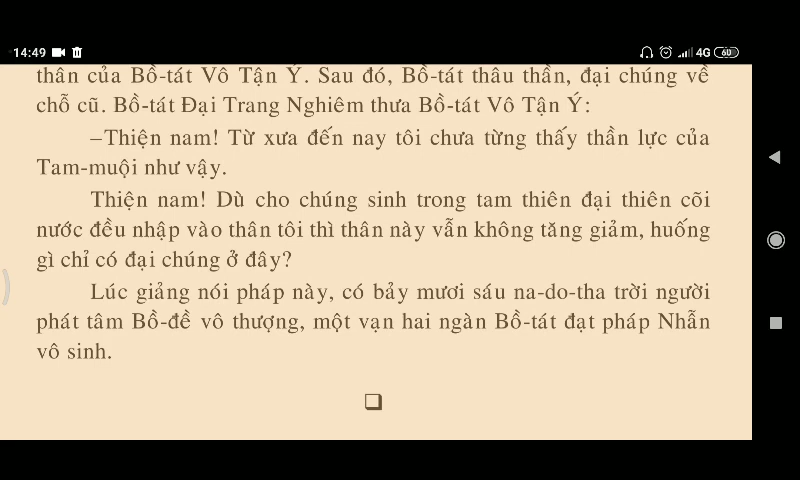 14:49
4G 60
thân của Bồ-tát Vô Tận Ý. Sau đó, Bồ-tát thâu thần, đại chúng về
chỗ cũ. Bồ-tát Đại Trang Nghiêm thưa Bồ-tát Vô Tận Ý:
–Thiện nam! Từ xưa đến nay tôi chưa từng thấy thần lực của
Tam-muội như vậy.
Thiện nam! Dù cho chúng sinh trong tam thiên đại thiên cõi
nước đều nhập vào thân tôi thì thân này vẫn không tăng giảm, huống
gì chỉ có đại chúng ở đây?
Lúc giảng nói pháp này, có bảy mươi sáu na-do-tha trời người
phát tâm Bồ-đề vô thượng, một vạn hai ngàn Bồ-tát đạt pháp Nhẫn
vô sinh.